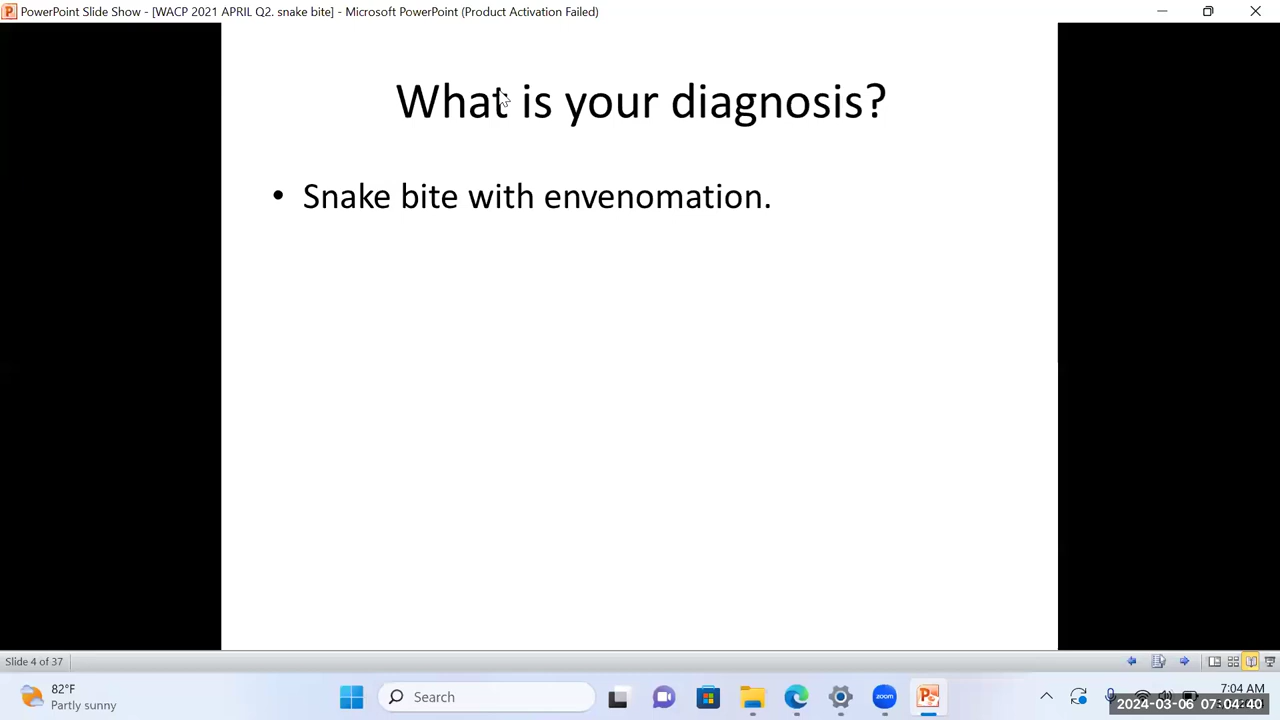 PowerPoint Slide Show - [WACP 2021 APRIL Q2. snake bite] - Microsoft PowerPoint (Product Activation Failed)
What is your diagnosis?
• Snake bite with envenomation.
Slide 4 of 37
82°F
Partly sunny
Search
zoom
7:04 AM
2024-03-06 07:04:40